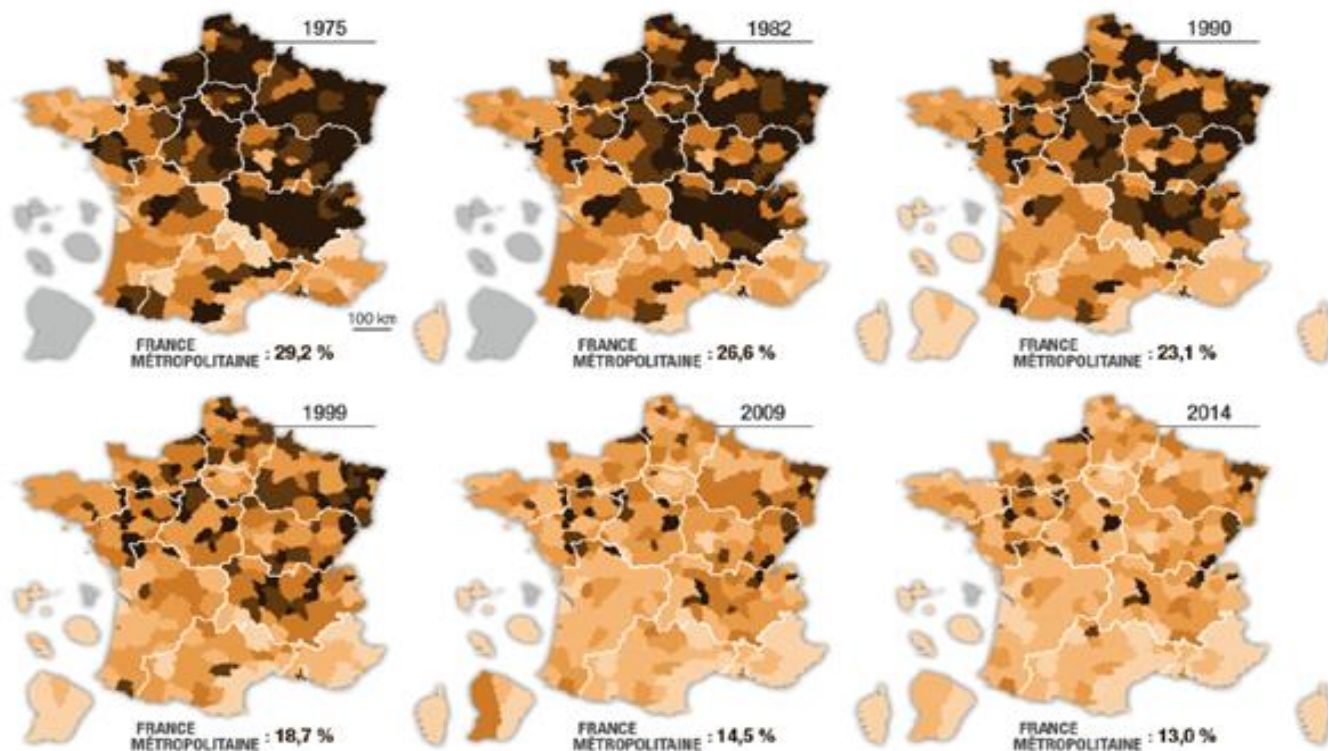 1975
1982
1990
100 km
FRANCE
MÉTROPOLITAINE : 29,2 %
FRANCE
MÉTROPOLITAINE : 26,6 %
FRANCE
MÉTROPOLITAINE : 23,1 %
1999
2009
2014
FRANCE
MÉTROPOLITAINE : 18,7 %
FRANCE
MÉTROPOLITAINE : 14,5 %
FRANCE
MÉTROPOLITAINE : 13,0 %